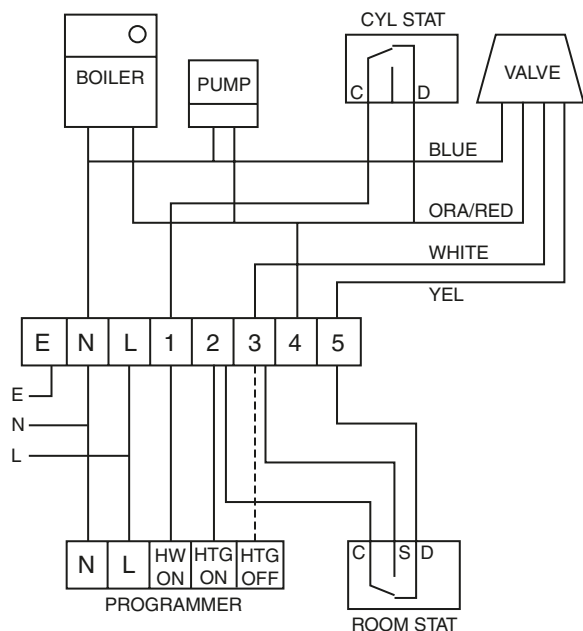 CYL STAT
BOILER
PUMP
VALVE
C D
BLUE
ORA/RED
WHITE
YEL
E N L 1 2 3 4 5
E
N
L
N L HW ON HTG ON HTG OFF
C S D
PROGRAMMER
ROOM STAT